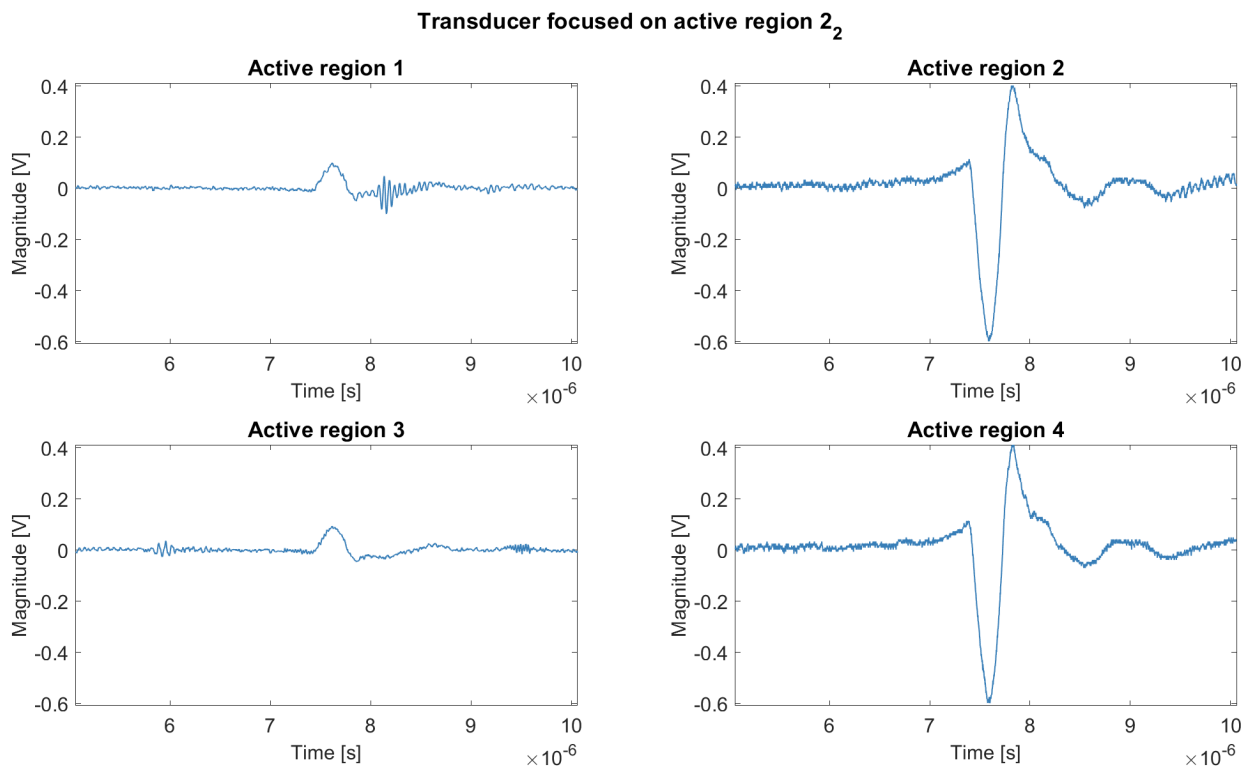 Transducer focused on active region 2₂
Active region 1
Magnitude [V]
0.4
0.2
0
-0.2
-0.4
-0.6
6 7 8 9 10
Time [s]
×10⁻⁶
Active region 2
Magnitude [V]
0.4
0.2
0
-0.2
-0.4
-0.6
6 7 8 9 10
Time [s]
×10⁻⁶
Active region 3
Magnitude [V]
0.4
0.2
0
-0.2
-0.4
-0.6
6 7 8 9 10
Time [s]
×10⁻⁶
Active region 4
Magnitude [V]
0.4
0.2
0
-0.2
-0.4
-0.6
6 7 8 9 10
Time [s]
×10⁻⁶